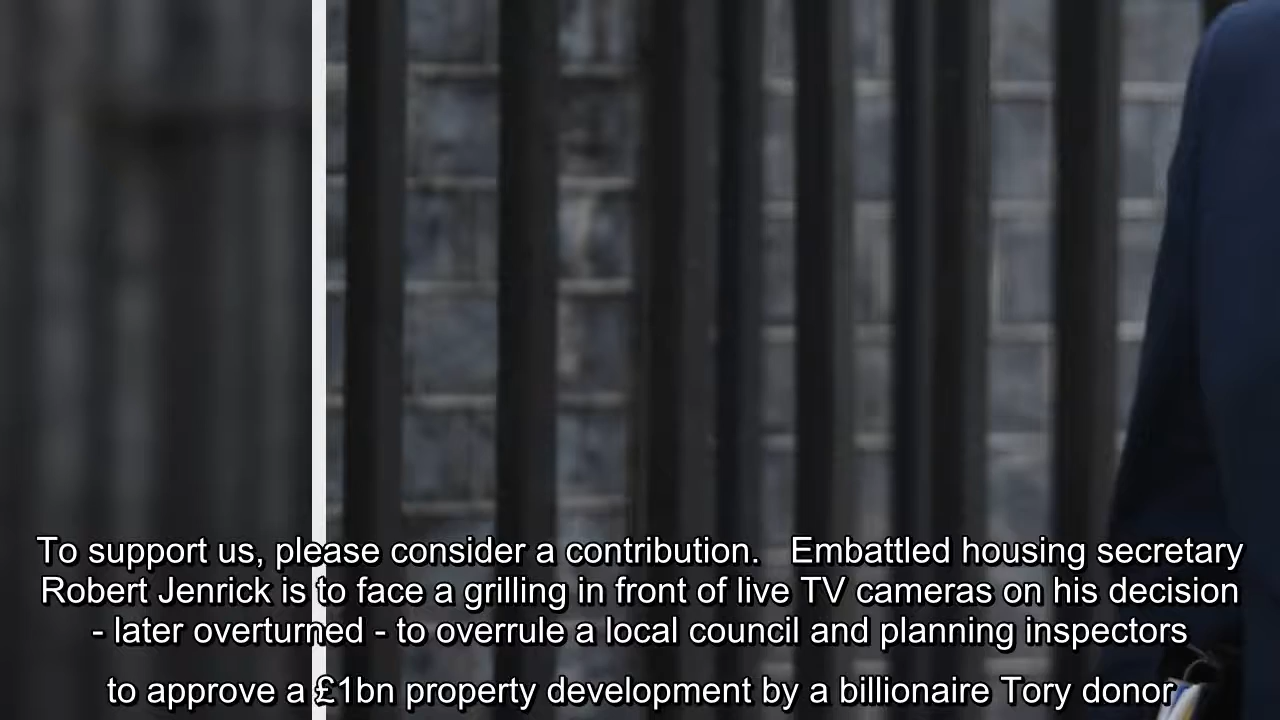 To support us, please consider a contribution.   Embattled housing secretary
Robert Jenrick is to face a grilling in front of live TV cameras on his decision
- later overturned - to overrule a local council and planning inspectors
to approve a £1bn property development by a billionaire Tory donor